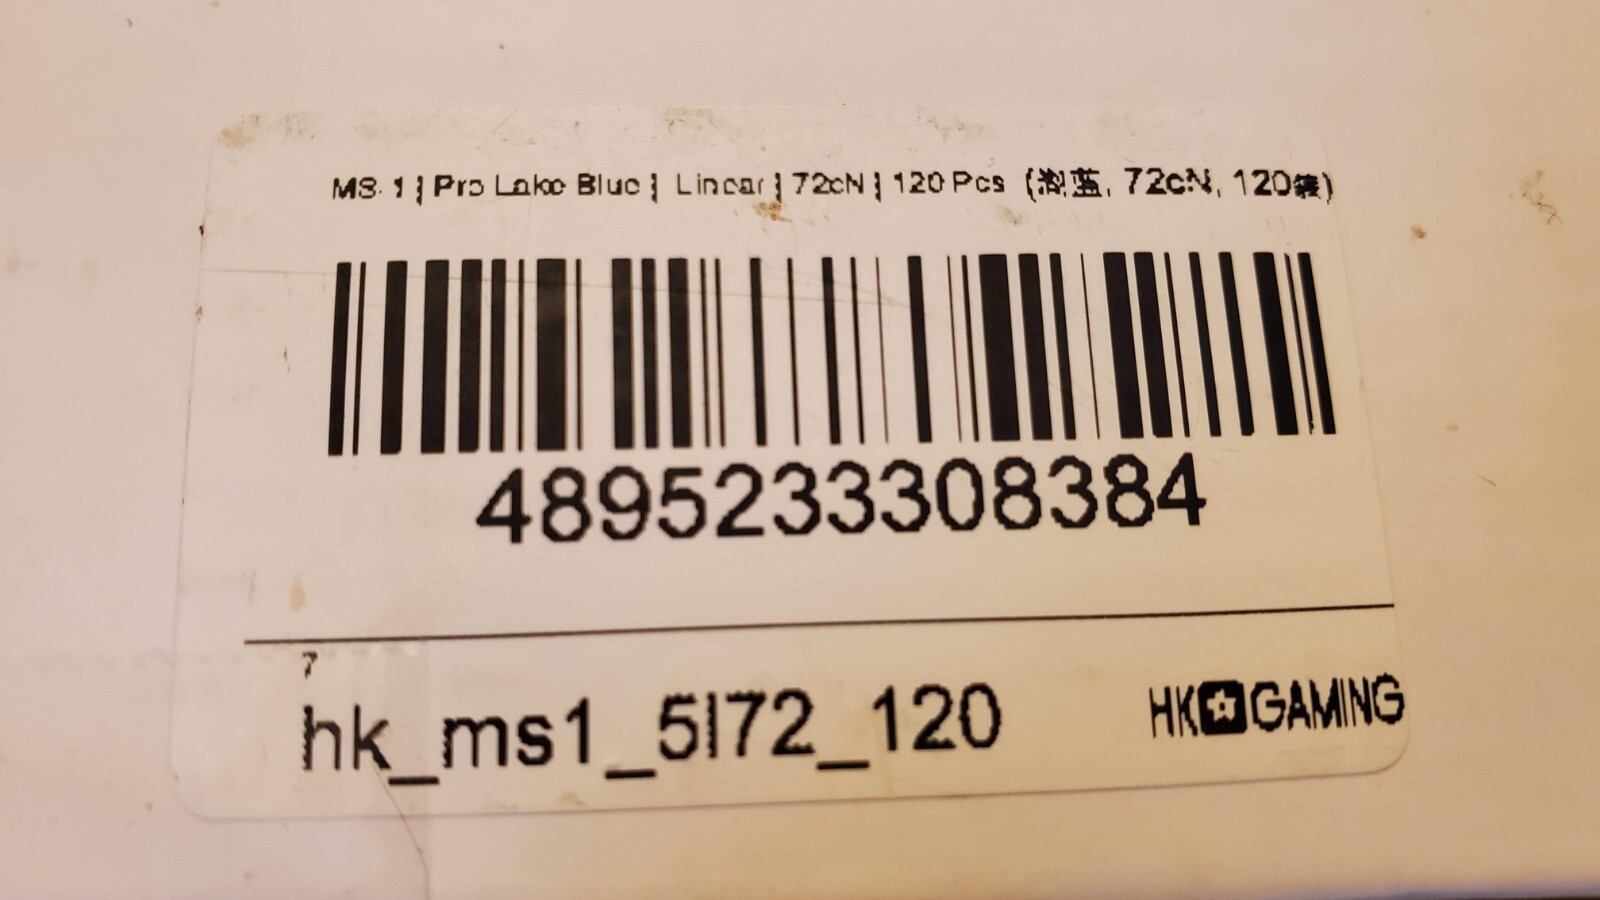 MS-1 | Pro Lake Blue | Linear | 72cN | 120 Pcs (湖蓝, 72cN, 120装)
4895233308384
7
hk_ms1_5l72_120
HK GAMING